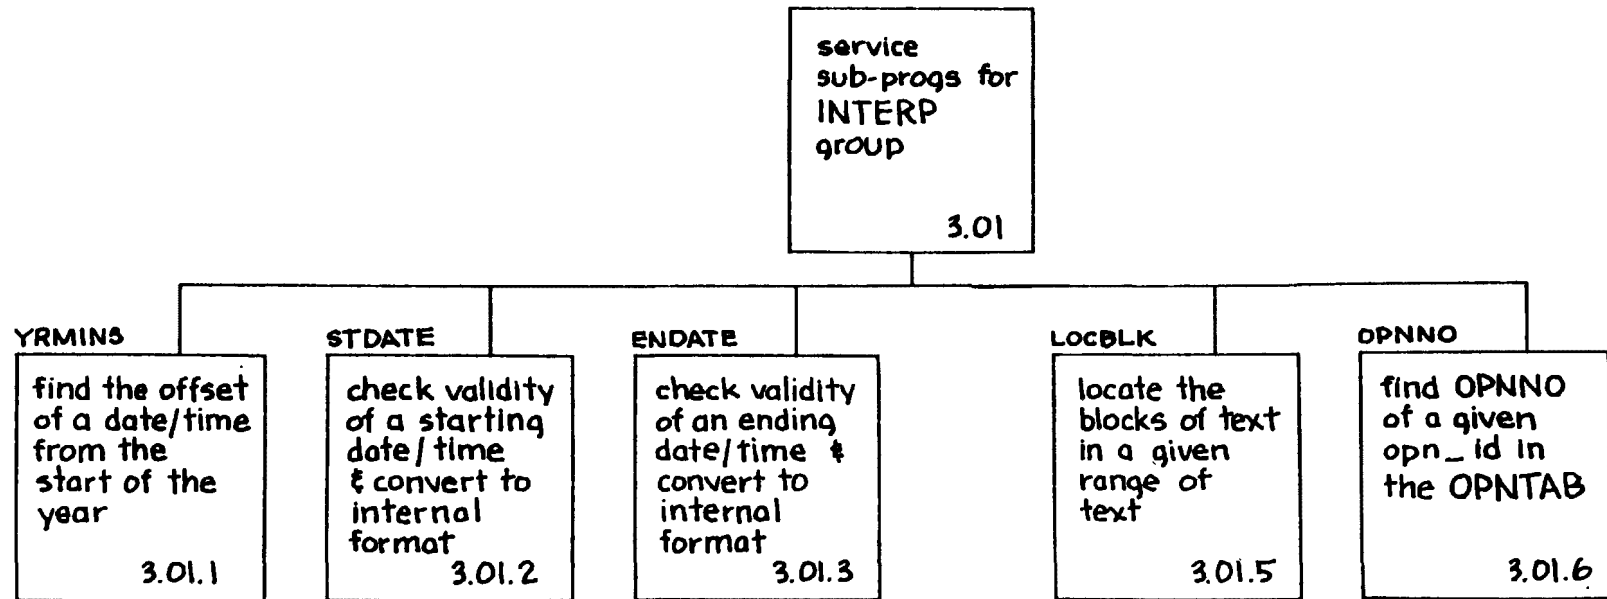 service
sub-progs for
INTERP
group
3.01
YRMINS
find the offset
of a date/time
from the
start of the
year
3.01.1
STDATE
check validity
of a starting
date/time
& convert to
internal
format
3.01.2
ENDATE
check validity
of an ending
date/time &
convert to
internal
format
3.01.3
LOCBLK
locate the
blocks of text
in a given
range of
text
3.01.5
OPNNO
find OPNNO
of a given
opn_id in
the OPNTAB
3.01.6